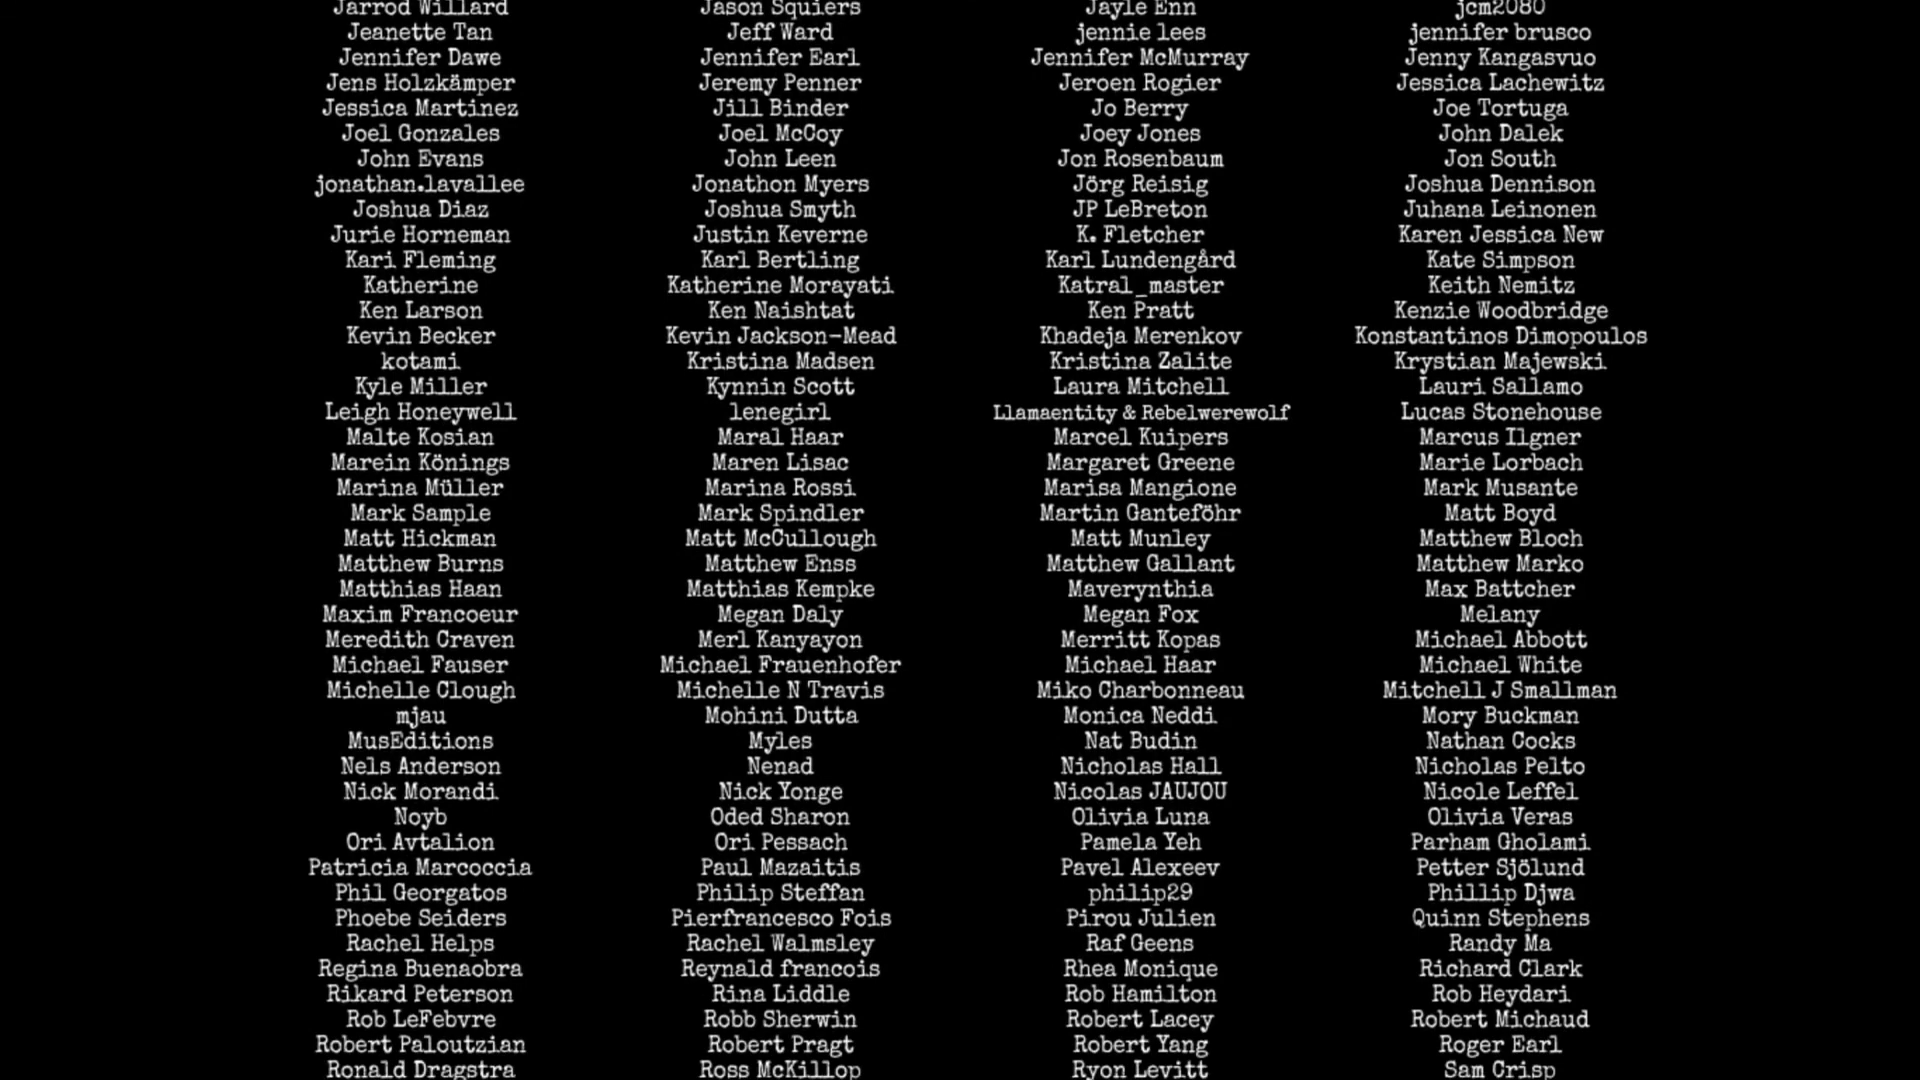 Jarrod Willard Jason Squiers Jayle Enn jcm2080
Jeanette Tan Jeff Ward jennie lees jennifer brusco
Jennifer Dawe Jennifer Earl Jennifer McMurray Jenny Kangasvuo
Jens Holzkämper Jeremy Penner Jeroen Rogier Jessica Lachewitz
Jessica Martinez Jill Binder Jo Berry Joe Tortuga
Joel Gonzales Joel McCoy Joey Jones John Dalek
John Evans John Leen Jon Rosenbaum Jon South
jonathan.lavallee Jonathon Myers Jörg Reisig Joshua Dennison
Joshua Diaz Joshua Smyth JP LeBreton Juhana Leinonen
Jurie Horneman Justin Keverne K. Fletcher Karen Jessica New
Kari Fleming Karl Bertling Karl Lundengård Kate Simpson
Katherine Katherine Morayati Katral_master Keith Nemitz
Ken Larson Ken Naishtat Ken Pratt Kenzie Woodbridge
Kevin Becker Kevin Jackson-Mead Khadeja Merenkov Konstantinos Dimopoulos
kotami Kristina Madsen Kristina Zalite Krystian Majewski
Kyle Miller Kynnin Scott Laura Mitchell Lauri Sallamo
Leigh Honeywell lenegirl Llamaentity & Rebelwerewolf Lucas Stonehouse
Malte Kosian Maral Haar Marcel Kuipers Marcus Ilgner
Marein Könings Maren Lisac Margaret Greene Marie Lorbach
Marina Müller Marina Rossi Marisa Mangione Mark Musante
Mark Sample Mark Spindler Martin Ganteföhr Matt Boyd
Matt Hickman Matt McCullough Matt Munley Matthew Bloch
Matthew Burns Matthew Enss Matthew Gallant Matthew Marko
Matthias Haan Matthias Kempke Maverynthia Max Battcher
Maxim Francoeur Megan Daly Megan Fox Melany
Meredith Craven Merl Kanyayon Merritt Kopas Michael Abbott
Michael Fauser Michael Frauenhofer Michael Haar Michael White
Michelle Clough Michelle N Travis Miko Charbonneau Mitchell J Smallman
mjau Mohini Dutta Monica Neddi Mory Buckman
MusEditions Myles Nat Budin Nathan Cocks
Nels Anderson Nenad Nicholas Hall Nicholas Pelto
Nick Morandi Nick Yonge Nicolas JAUJOU Nicole Leffel
Noyb Oded Sharon Olivia Luna Olivia Veras
Ori Avtalion Ori Pessach Pamela Yeh Parham Gholami
Patricia Marcoccia Paul Mazaitis Pavel Alexeev Petter Sjölund
Phil Georgatos Philip Steffan philip29 Phillip Djwa
Phoebe Seiders Pierfrancesco Fois Pirou Julien Quinn Stephens
Rachel Helps Rachel Walmsley Raf Geens Randy Ma
Regina Buenaobra Reynald francois Rhea Monique Richard Clark
Rikard Peterson Rina Liddle Rob Hamilton Rob Heydari
Rob LeFebvre Robb Sherwin Robert Lacey Robert Michaud
Robert Paloutzian Robert Pragt Robert Yang Roger Earl
Ronald Dragstra Ross McKillop Ryon Levitt Sam Crisp